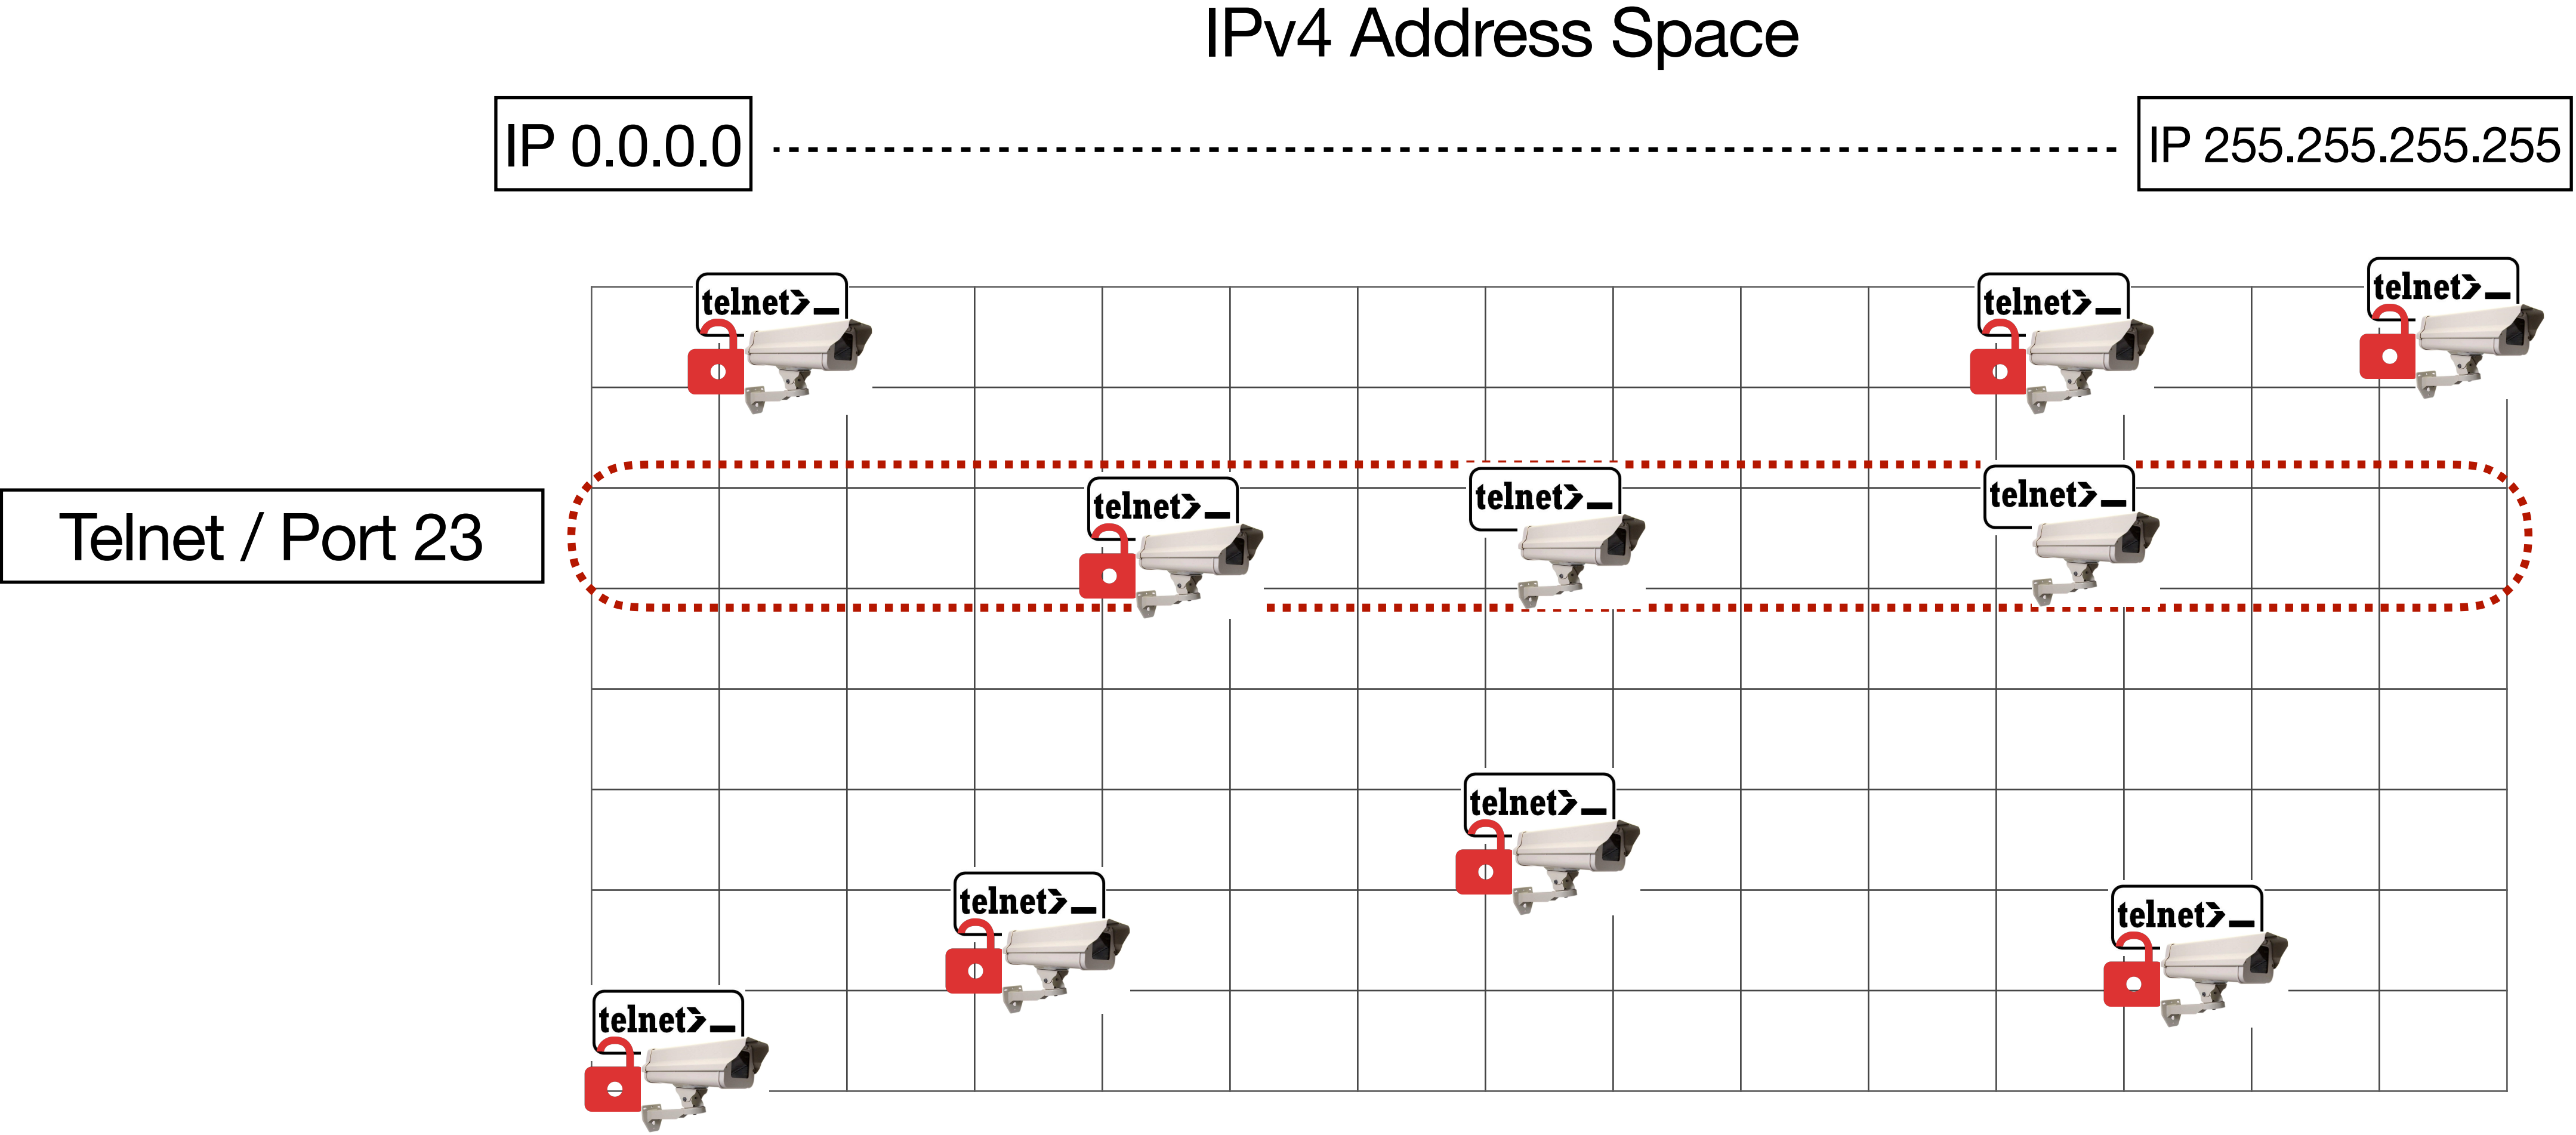 IPv4 Address Space
IP 0.0.0.0
IP 255.255.255.255
telnet>_
telnet>_
telnet>_
Telnet / Port 23
telnet>_
telnet>_
telnet>_
telnet>_
telnet>_
telnet>_
telnet>_